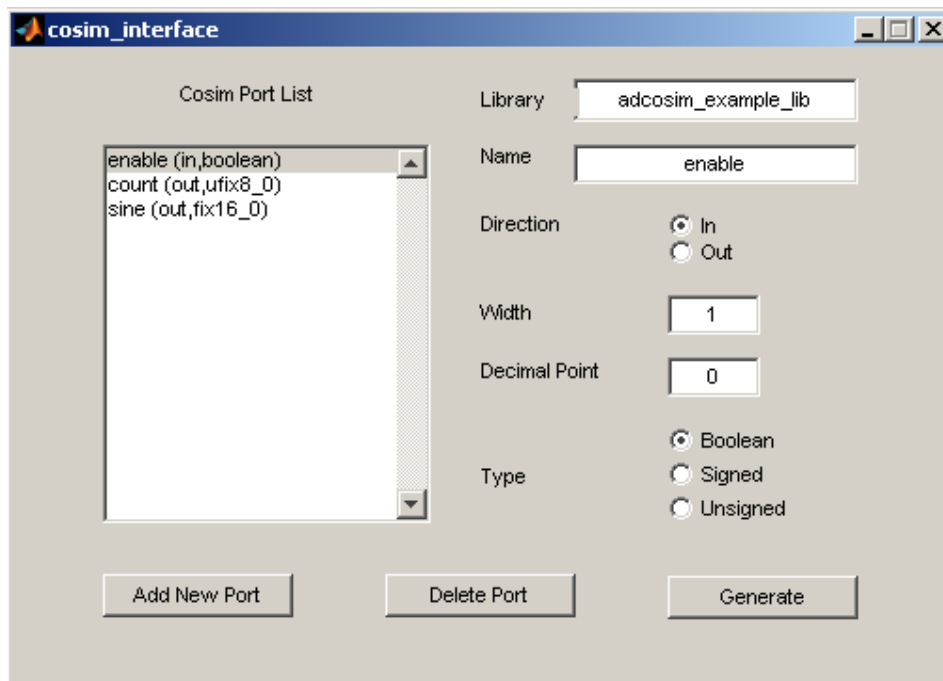 cosim_interface
Cosim Port List
enable (in,boolean)
count (out,ufix8_0)
sine (out,fix16_0)
Library
adcosim_example_lib
Name
enable
Direction
In
Out
Width
1
Decimal Point
0
Type
Boolean
Signed
Unsigned
Add New Port
Delete Port
Generate